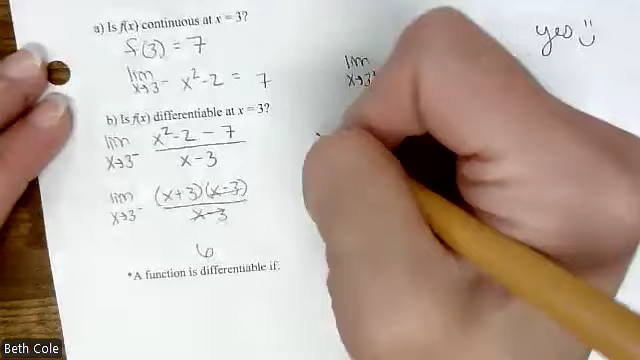 a) Is f(x) continuous at x = 3?
f(3) = 7
yes
lim x→3⁻ x²-2 = 7
lim x→3⁺
b) Is f(x) differentiable at x = 3?
lim x→3⁻ (x²-2-7)/(x-3)
lim x→3⁻ (x+3)(x-3)/(x-3)
6
*A function is differentiable if:
Beth Cole